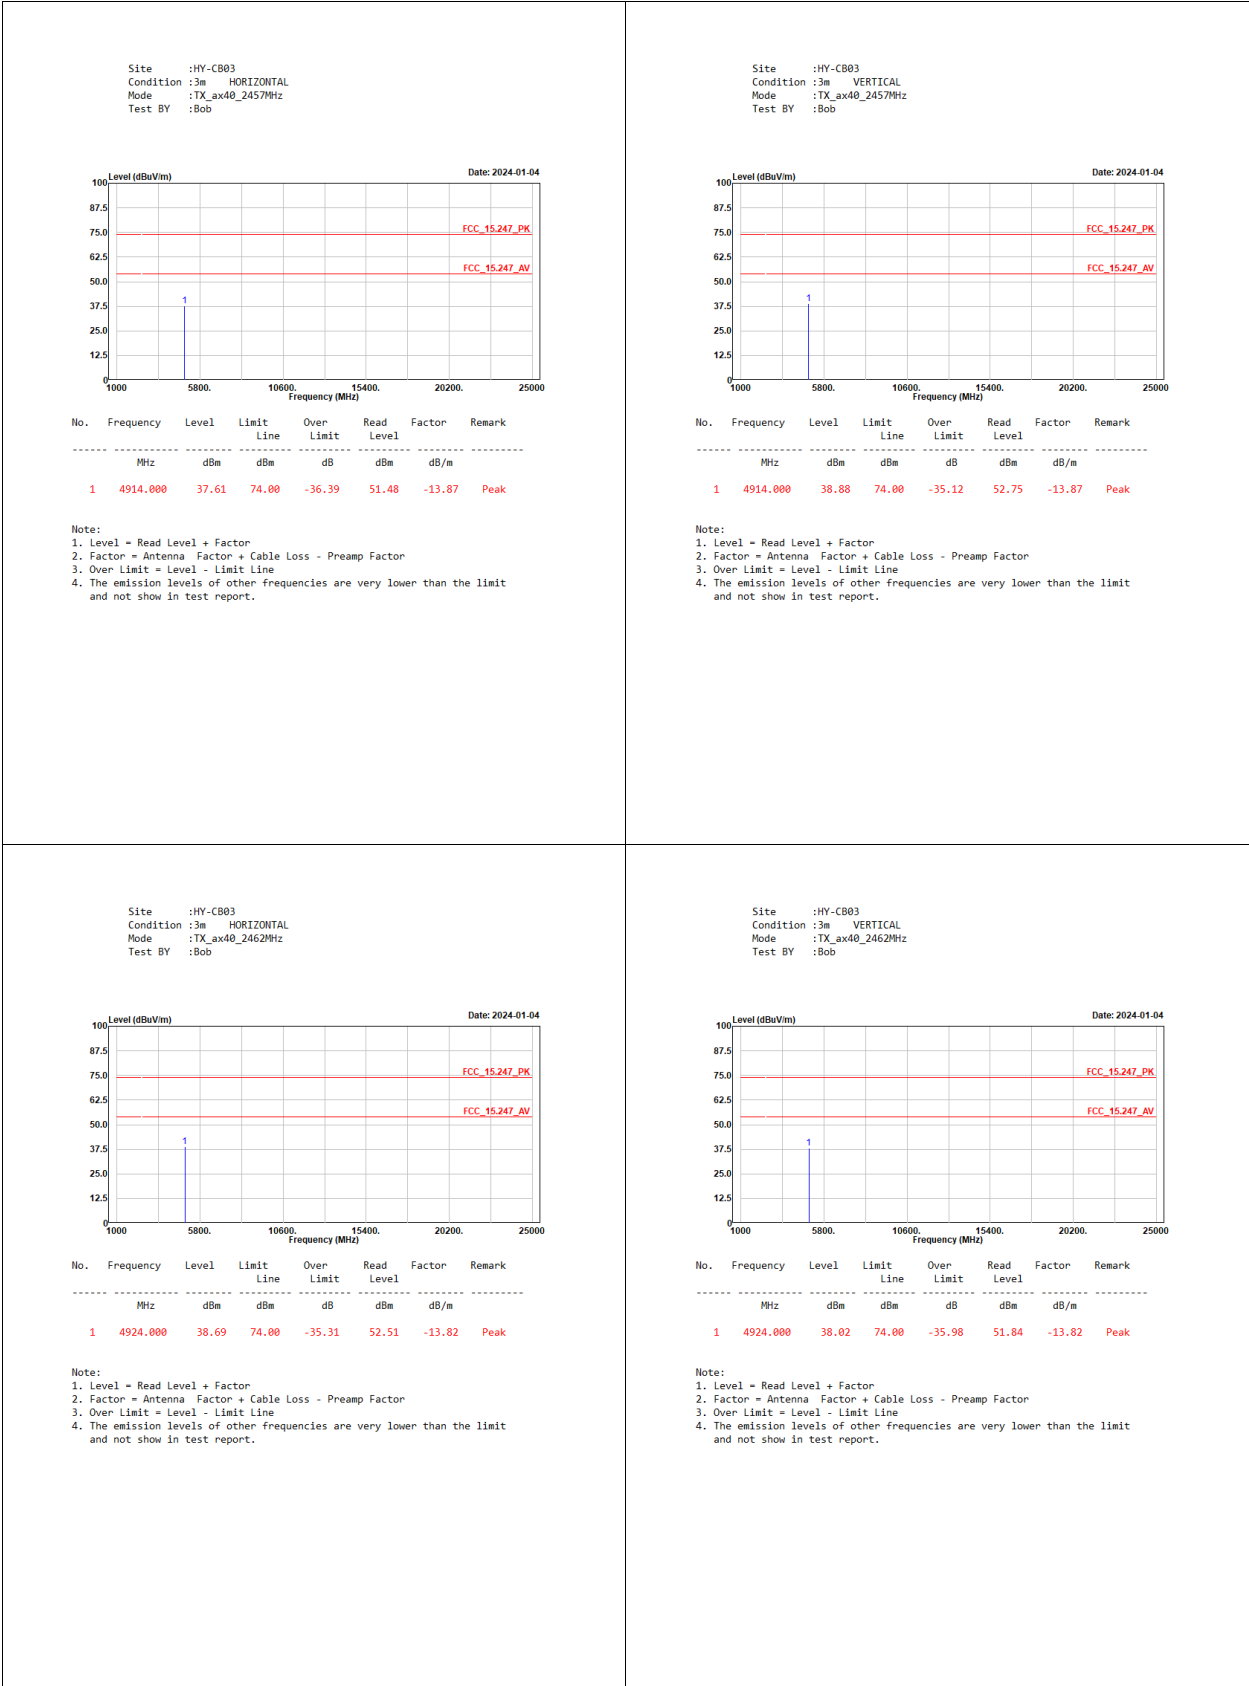 Site      :HY-CB03
Condition :3m    HORIZONTAL
Mode      :TX_ax40_2457MHz
Test BY   :Bob
Level (dBuV/m)
Date: 2024-01-04
100
87.5
75.0
62.5
50.0
37.5
25.0
12.5
0
FCC_15.247_PK
FCC_15.247_AV
1
1000 5800. 10600. 15400. 20200. 25000
Frequency (MHz)
No. Frequency Level Limit Over Read Factor Remark
Line Limit Level
------ ----------- -------- -------- --------- -------- -------- ---------
MHz dBm dBm dB dBm dB/m
1 4914.000 37.61 74.00 -36.39 51.48 -13.87 Peak
Note:
1. Level = Read Level + Factor
2. Factor = Antenna  Factor + Cable Loss - Preamp Factor
3. Over Limit = Level - Limit Line
4. The emission levels of other frequencies are very lower than the limit
and not show in test report.
Site      :HY-CB03
Condition :3m    VERTICAL
Mode      :TX_ax40_2457MHz
Test BY   :Bob
Level (dBuV/m)
Date: 2024-01-04
100
87.5
75.0
62.5
50.0
37.5
25.0
12.5
0
FCC_15.247_PK
FCC_15.247_AV
1
1000 5800. 10600. 15400. 20200. 25000
Frequency (MHz)
No. Frequency Level Limit Over Read Factor Remark
Line Limit Level
------ ----------- -------- -------- --------- -------- -------- ---------
MHz dBm dBm dB dBm dB/m
1 4914.000 38.88 74.00 -35.12 52.75 -13.87 Peak
Note:
1. Level = Read Level + Factor
2. Factor = Antenna  Factor + Cable Loss - Preamp Factor
3. Over Limit = Level - Limit Line
4. The emission levels of other frequencies are very lower than the limit
and not show in test report.
Site      :HY-CB03
Condition :3m    HORIZONTAL
Mode      :TX_ax40_2462MHz
Test BY   :Bob
Level (dBuV/m)
Date: 2024-01-04
100
87.5
75.0
62.5
50.0
37.5
25.0
12.5
0
FCC_15.247_PK
FCC_15.247_AV
1
1000 5800. 10600. 15400. 20200. 25000
Frequency (MHz)
No. Frequency Level Limit Over Read Factor Remark
Line Limit Level
------ ----------- -------- -------- --------- -------- -------- ---------
MHz dBm dBm dB dBm dB/m
1 4924.000 38.69 74.00 -35.31 52.51 -13.82 Peak
Note:
1. Level = Read Level + Factor
2. Factor = Antenna  Factor + Cable Loss - Preamp Factor
3. Over Limit = Level - Limit Line
4. The emission levels of other frequencies are very lower than the limit
and not show in test report.
Site      :HY-CB03
Condition :3m    VERTICAL
Mode      :TX_ax40_2462MHz
Test BY   :Bob
Level (dBuV/m)
Date: 2024-01-04
100
87.5
75.0
62.5
50.0
37.5
25.0
12.5
0
FCC_15.247_PK
FCC_15.247_AV
1
1000 5800. 10600. 15400. 20200. 25000
Frequency (MHz)
No. Frequency Level Limit Over Read Factor Remark
Line Limit Level
------ ----------- -------- -------- --------- -------- -------- ---------
MHz dBm dBm dB dBm dB/m
1 4924.000 38.02 74.00 -35.98 51.84 -13.82 Peak
Note:
1. Level = Read Level + Factor
2. Factor = Antenna  Factor + Cable Loss - Preamp Factor
3. Over Limit = Level - Limit Line
4. The emission levels of other frequencies are very lower than the limit
and not show in test report.